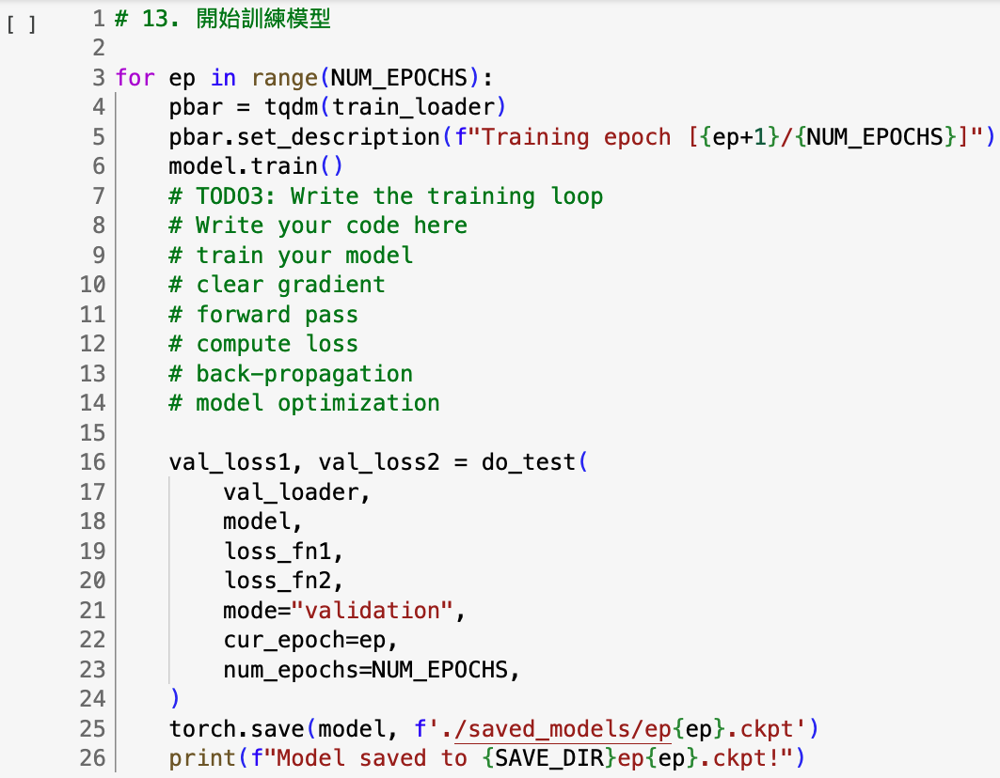 [ ]
1 # 13. 開始訓練模型
2
3 for ep in range(NUM_EPOCHS):
4     pbar = tqdm(train_loader)
5     pbar.set_description(f"Training epoch [{ep+1}/{NUM_EPOCHS}]")
6     model.train()
7     # TODO3: Write the training loop
8     # Write your code here
9     # train your model
10     # clear gradient
11     # forward pass
12     # compute loss
13     # back-propagation
14     # model optimization
15
16     val_loss1, val_loss2 = do_test(
17         val_loader,
18         model,
19         loss_fn1,
20         loss_fn2,
21         mode="validation",
22         cur_epoch=ep,
23         num_epochs=NUM_EPOCHS,
24     )
25     torch.save(model, f'./saved_models/ep{ep}.ckpt')
26     print(f"Model saved to {SAVE_DIR}ep{ep}.ckpt!")